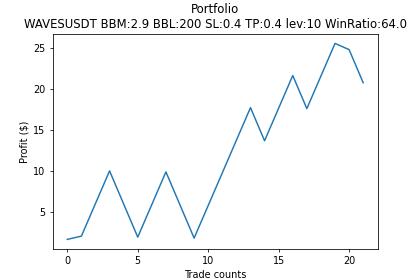 Portfolio
WAVESUSDT BBM:2.9 BBL:200 SL:0.4 TP:0.4 lev:10 WinRatio:64.0
25
20
15
10
5
Profit ($)
0 5 10 15 20
Trade counts